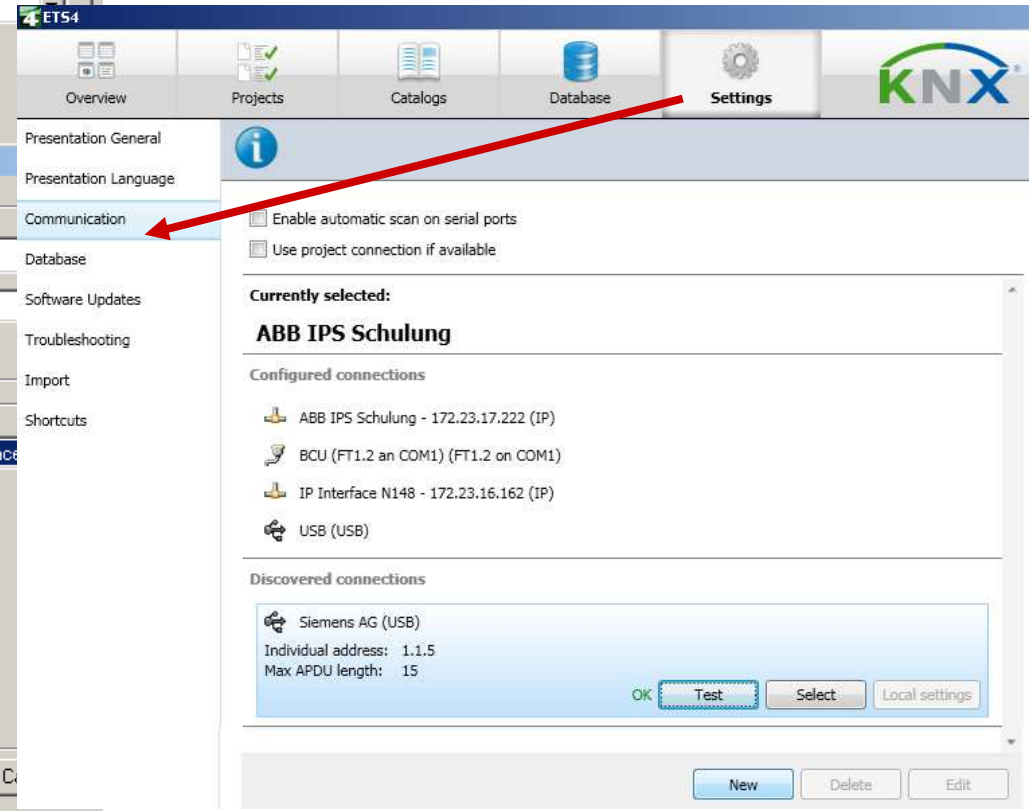 ETS4
Overview Projects Catalogs Database Settings KNX
Presentation General
Presentation Language
Communication
Database
Software Updates
Troubleshooting
Import
Shortcuts
Enable automatic scan on serial ports
Use project connection if available
Currently selected:
ABB IPS Schulung
Configured connections
ABB IPS Schulung - 172.23.17.222 (IP)
BCU (FT1.2 an COM1) (FT1.2 on COM1)
IP Interface N148 - 172.23.16.162 (IP)
USB (USB)
Discovered connections
Siemens AG (USB)
Individual address: 1.1.5
Max APDU length: 15
OK Test Select Local settings
New Delete Edit